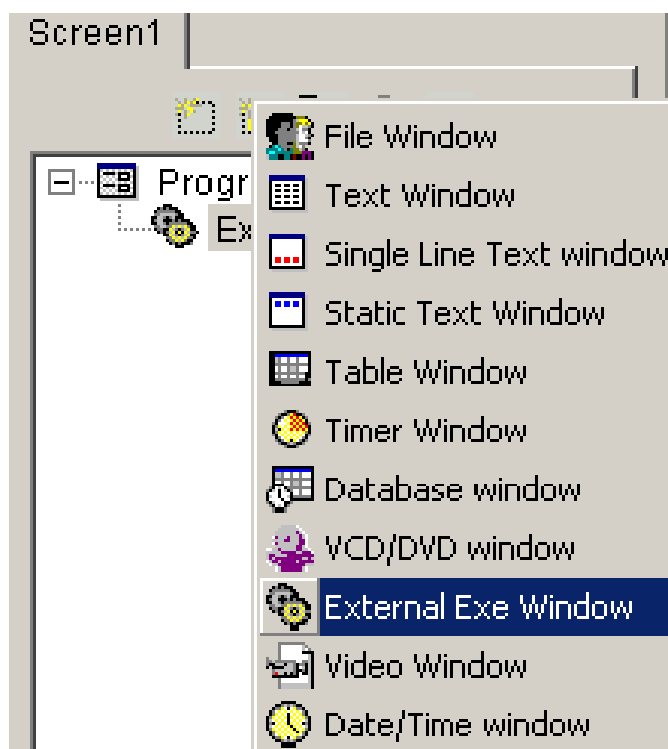 Screen1
Progr
Ex
File Window
Text Window
Single Line Text window
Static Text Window
Table Window
Timer Window
Database window
VCD/DVD window
External Exe Window
Video Window
Date/Time window